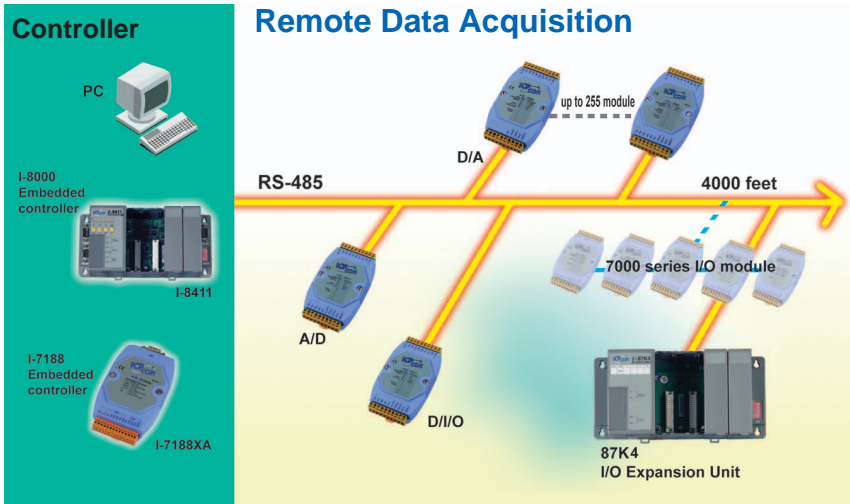 Controller
Remote Data Acquisition
PC
up to 255 module
D/A
I-8000
Embedded
controller
RS-485
4000 feet
I-8411
7000 series I/O module
A/D
I-7188
Embedded
controller
D/I/O
I-7188XA
87K4
I/O Expansion Unit